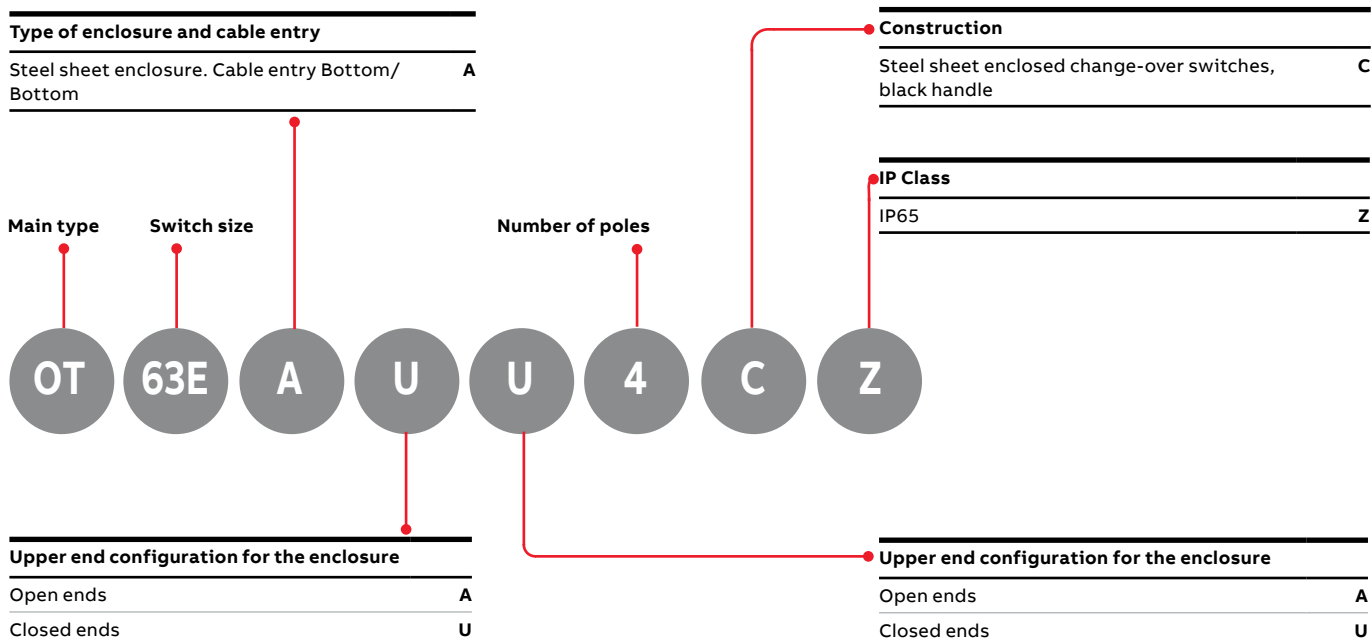 Type of enclosure and cable entry
Steel sheet enclosure. Cable entry Bottom/ A
Bottom
Construction
Steel sheet enclosed change-over switches, C
black handle
IP Class
IP65 Z
Main type
Switch size
Number of poles
OT 63E A U U 4 C Z
Upper end configuration for the enclosure
Open ends A
Closed ends U
Upper end configuration for the enclosure
Open ends A
Closed ends U